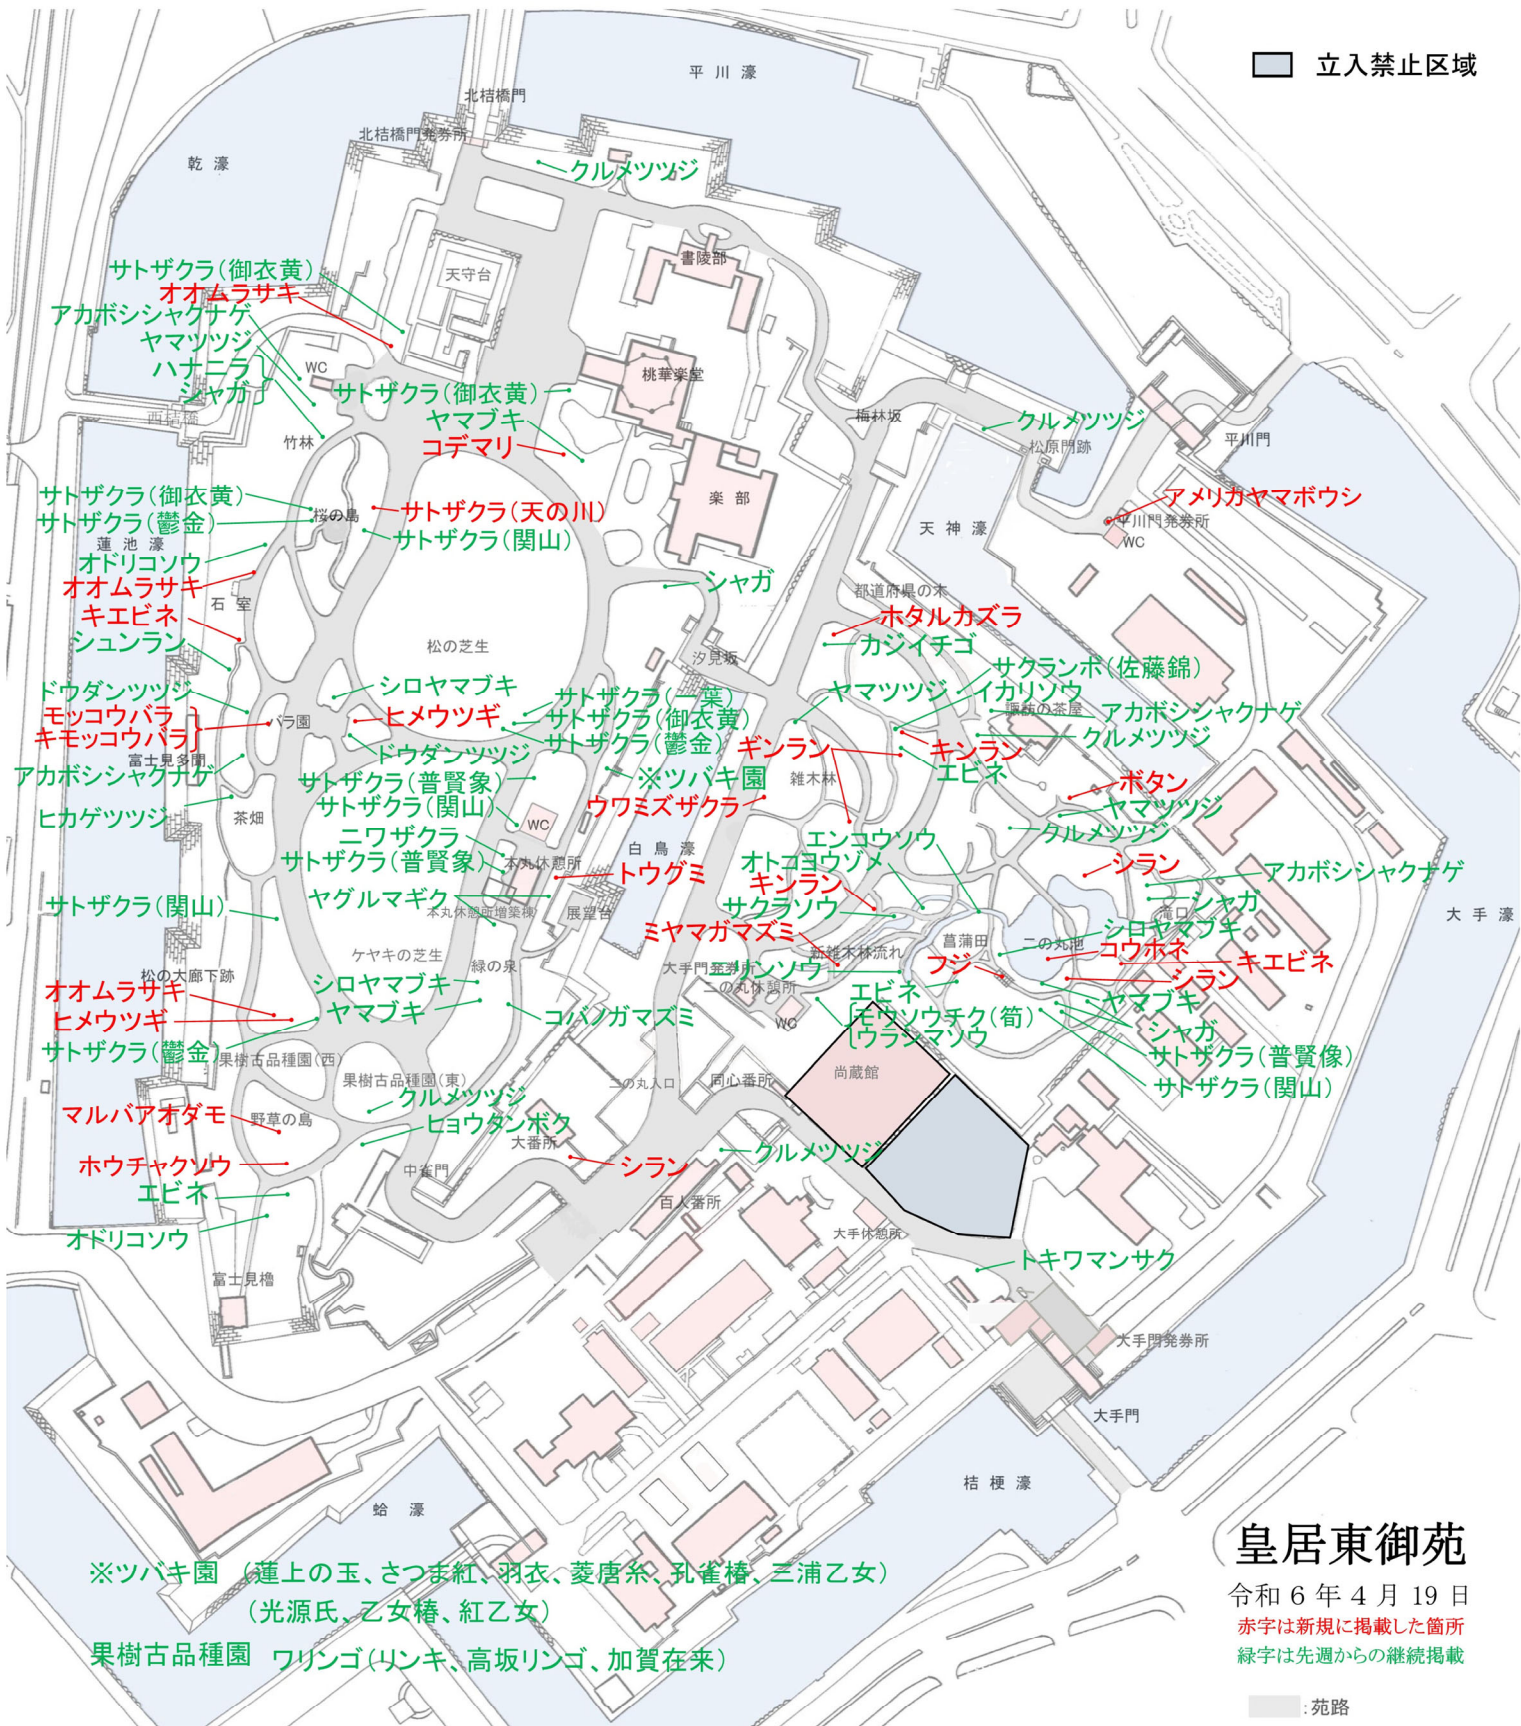 立入禁止区域
平川濠
北桔橋門
北桔橋門発券所
乾濠
クルメツツジ
書陵部
サトザクラ（御衣黄）
天守台
オオムラサキ
アカボシシャクナゲ
ヤマツツジ
ハナニラ
シャガ
WC
桃華楽堂
サトザクラ（御衣黄）
西桔橋
ヤマブキ
梅林坂
クルメツツジ
竹林
コデマリ
松原門跡
平川門
サトザクラ（御衣黄）
楽部
アメリカヤマボウシ
サトザクラ（鬱金）
桜の島
サトザクラ（天の川）
天神濠
平川門発券所
WC
蓮池濠
サトザクラ（関山）
オドリコソウ
オオムラサキ
シャガ
都道府県の木
石室
キエビネ
ホタルカズラ
シュンラン
松の芝生
汐見坂
カジイチゴ
サクランボ（佐藤錦）
ドウダンツツジ
シロヤマブキ
サトザクラ（一葉）
ヤマツツジ
イカリソウ
モッコウバラ
キモッコウバラ
バラ園
ヒメウツギ
サトザクラ（御衣黄）
サトザクラ（鬱金）
諏訪の茶屋
アカボシシャクナゲ
クルメツツジ
富士見多聞
ドウダンツツジ
ギンラン
キンラン
アカボシシャクナゲ
サトザクラ（普賢象）
※ツバキ園
雑木林
エビネ
ボタン
ヒカゲツツジ
茶畑
サトザクラ（関山）
ウワミズザクラ
ヤマツツジ
クルメツツジ
WC
ニワザクラ
白鳥濠
エンコウソウ
サトザクラ（普賢象）
本丸休憩所
トウグミ
オトコヨウゾメ
シラン
アカボシシャクナゲ
キンラン
ヤグルマギク
サクラソウ
シャガ
サトザクラ（関山）
本丸休憩所増築棟
展望台
滝口
大手濠
ミヤマガマズミ
シロヤマブキ
菖蒲田
二の丸池
コウホネ
新雑木林流れ
ケヤキの芝生
緑の泉
大手門発券所
ニリンソウ
フジ
キエビネ
松の大廊下跡
シロヤマブキ
二の丸休憩所
シラン
オオムラサキ
エビネ
ヤマブキ
ヒメウツギ
ヤマブキ
コバノガマズミ
WC
モウソウチク（筍）
ウラシマソウ
シャガ
サトザクラ（鬱金）
サトザクラ（普賢像）
果樹古品種園（西）
果樹古品種園（東）
二の丸入口
同心番所
尚蔵館
サトザクラ（関山）
マルバアオダモ
野草の島
クルメツツジ
ヒョウタンボク
大番所
ホウチャクソウ
中雀門
シラン
クルメツツジ
エビネ
百人番所
オドリコソウ
大手休憩所
トキワマンサク
富士見櫓
大手門発券所
大手門
桔梗濠
蛤濠
※ツバキ園　（蓮上の玉、さつま紅、羽衣、菱唐糸、孔雀椿、三浦乙女）
（光源氏、乙女椿、紅乙女）
果樹古品種園　ワリンゴ（リンキ、高坂リンゴ、加賀在来）
皇居東御苑
令和６年４月19日
赤字は新規に掲載した箇所
緑字は先週からの継続掲載
：苑路